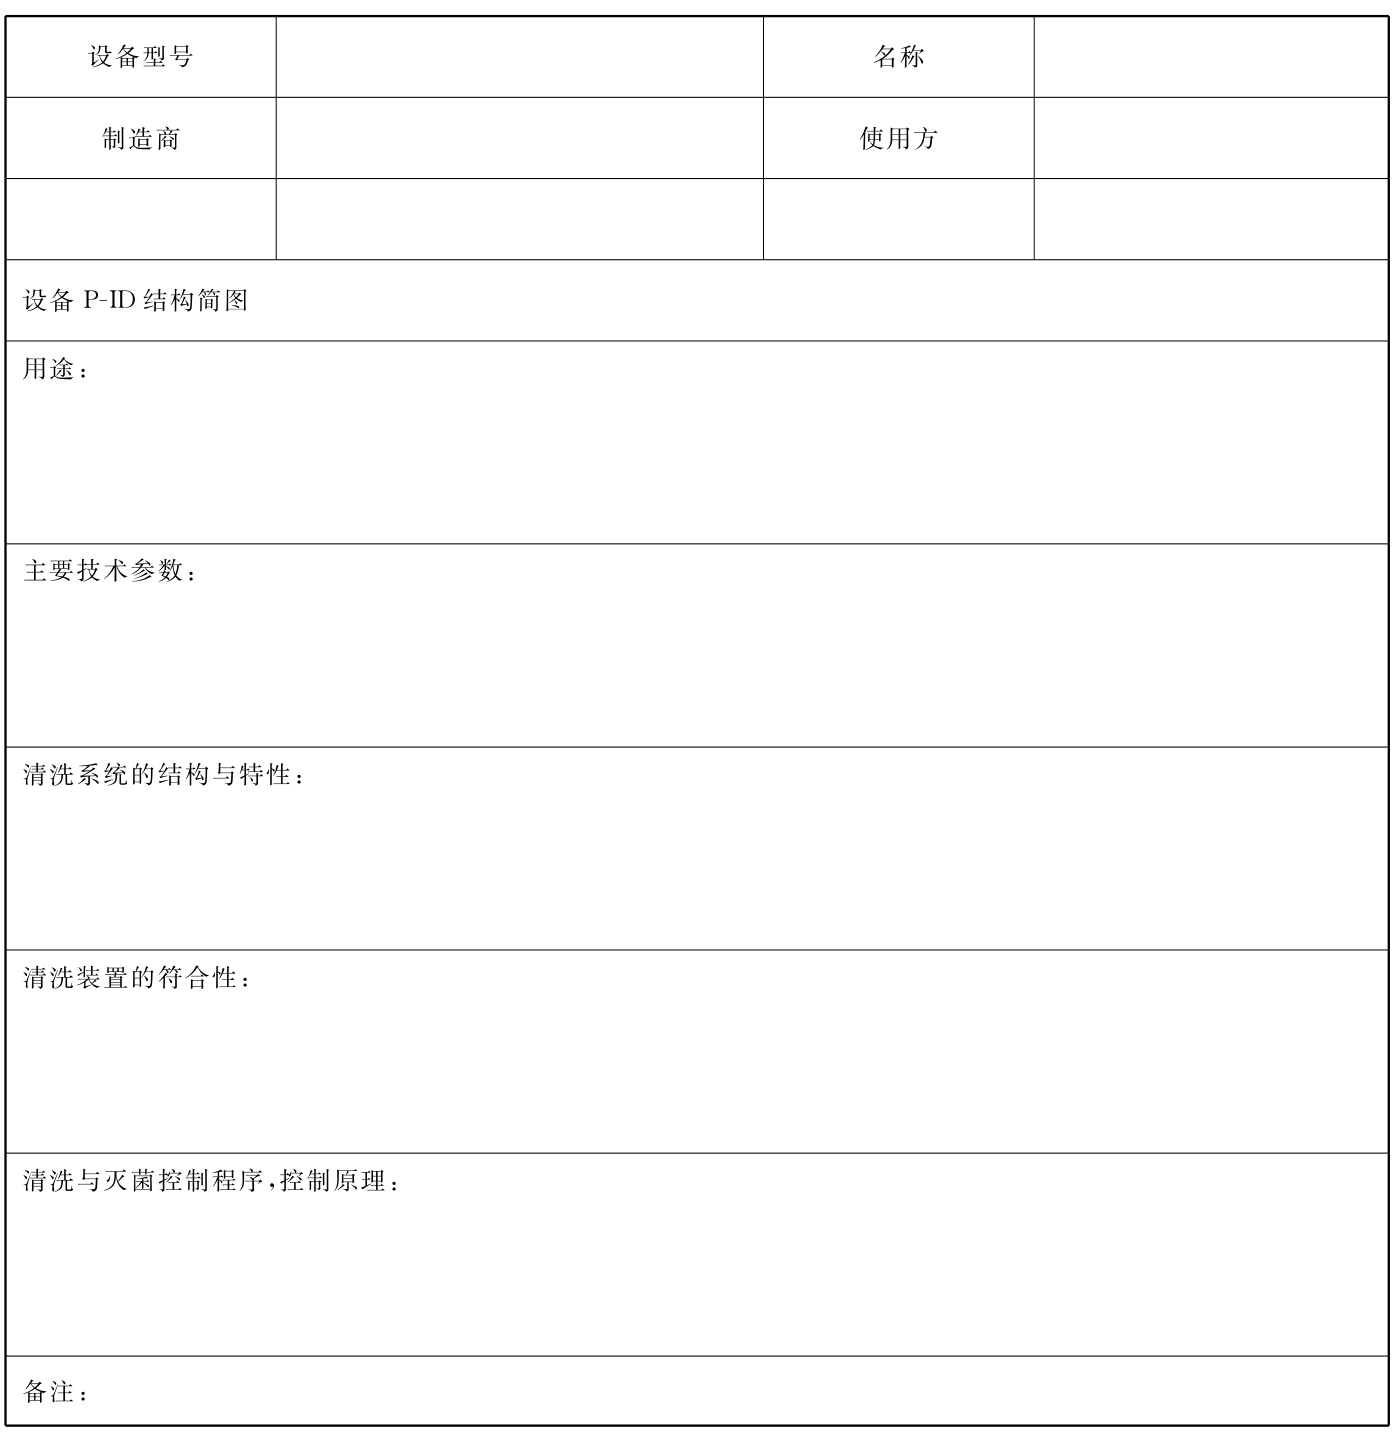 设备型号 名称
制造商 使用方
设备 P-ID 结构简图
用途：
主要技术参数：
清洗系统的结构与特性：
清洗装置的符合性：
清洗与灭菌控制程序,控制原理：
备注：